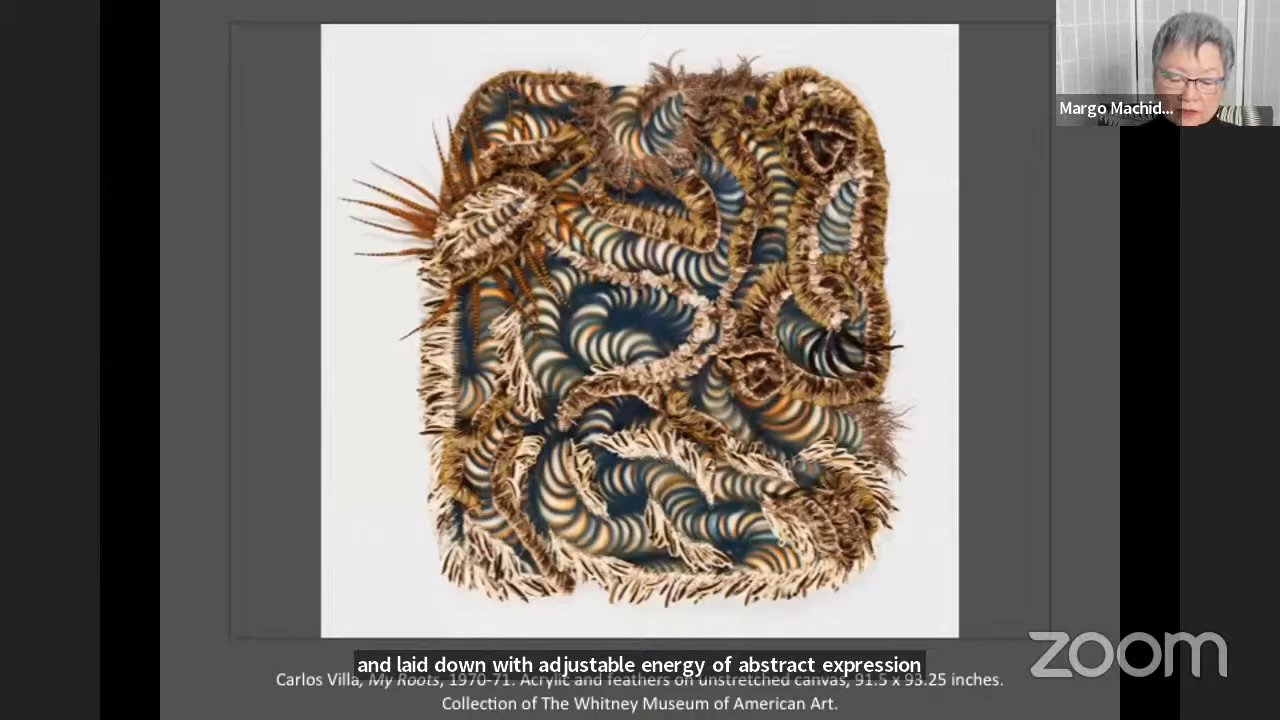 Margo Machid...
and laid down with adjustable energy of abstract expression
Carlos Villa, My Roots, 1970-71. Acrylic and feathers on unstretched canvas, 91.5 x 93.25 inches.
Collection of The Whitney Museum of American Art.
zoom